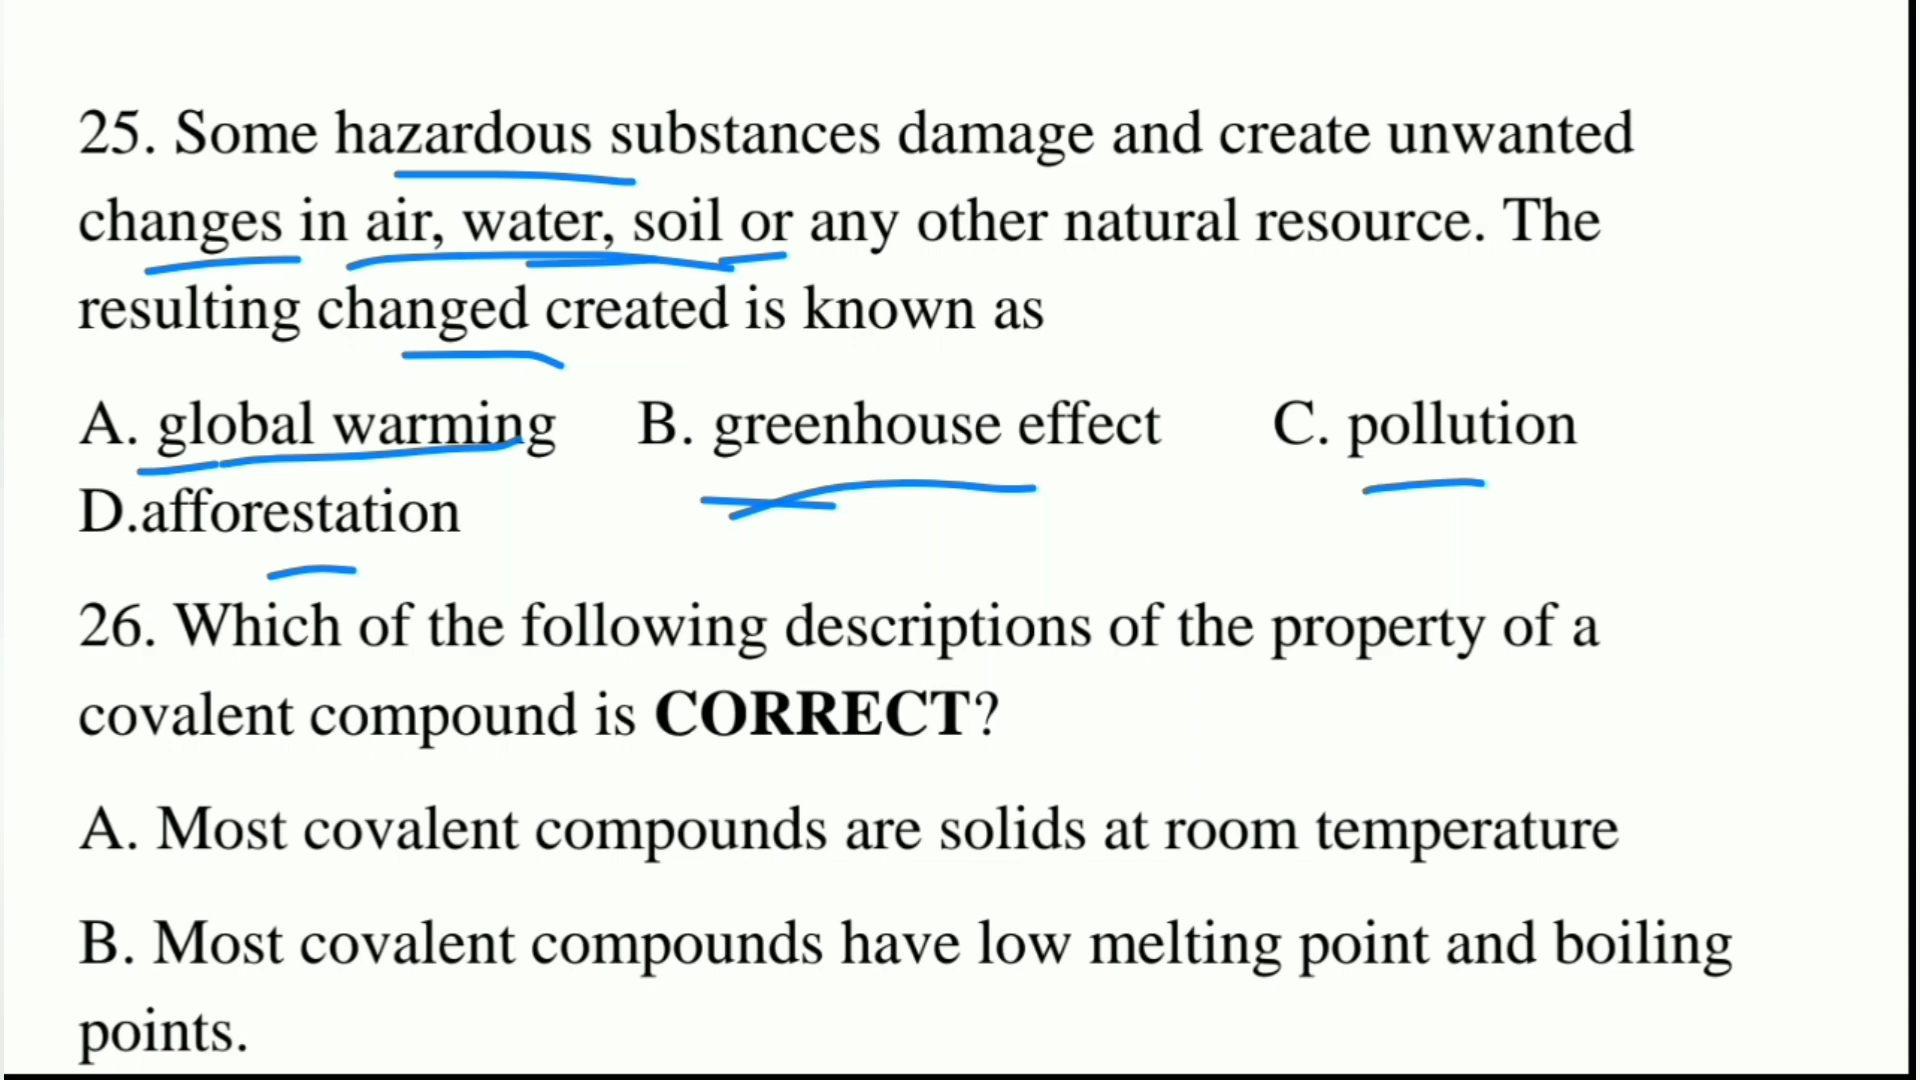 25. Some hazardous substances damage and create unwanted
changes in air, water, soil or any other natural resource. The
resulting changed created is known as
A. global warming B. greenhouse effect C. pollution
D.afforestation
26. Which of the following descriptions of the property of a
covalent compound is CORRECT?
A. Most covalent compounds are solids at room temperature
B. Most covalent compounds have low melting point and boiling
points.